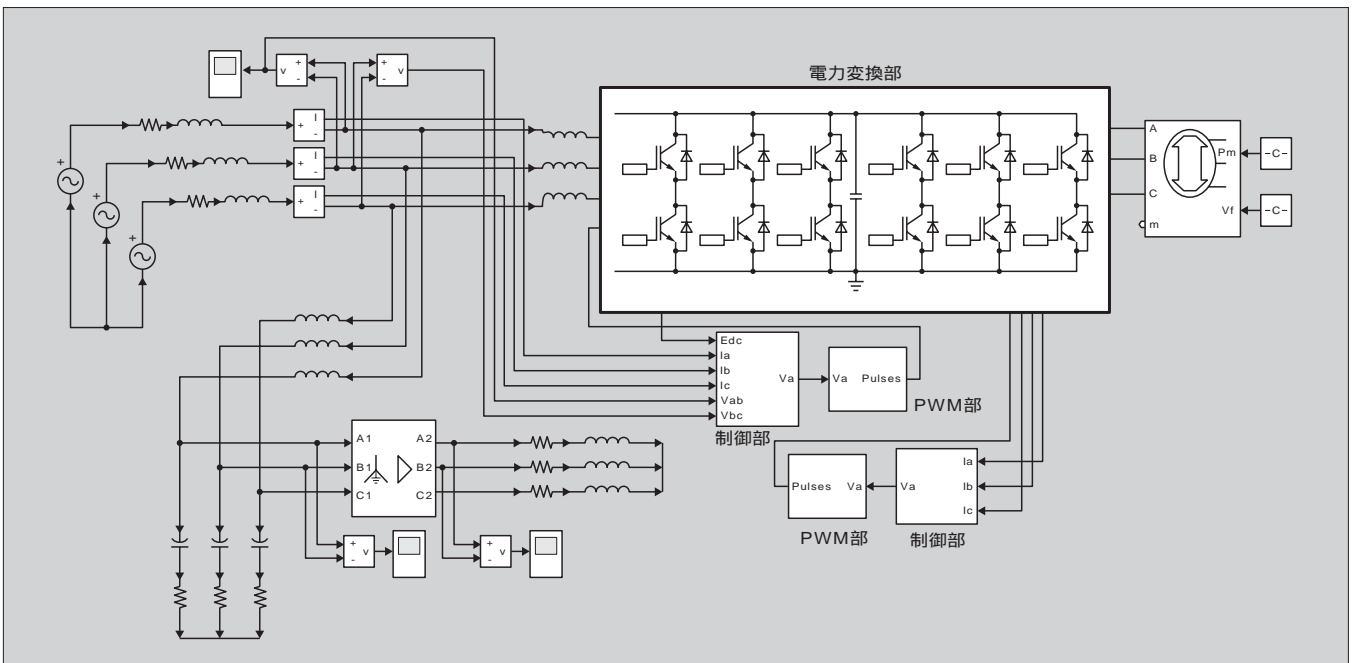 電力変換部
v
+
-
+
-
v
+
I
-
+
I
-
+
I
-
+
+
+
A
B
C
m
Pm
Vf
-C-
-C-
Edc
Ia
Ib
Ic
Vab
Vbc
Va
制御部
Va Pulses
PWM部
Pulses Va
PWM部
Va
Ia
Ib
Ic
制御部
A1
B1
C1
A2
B2
C2
+
-
v
+
-
v